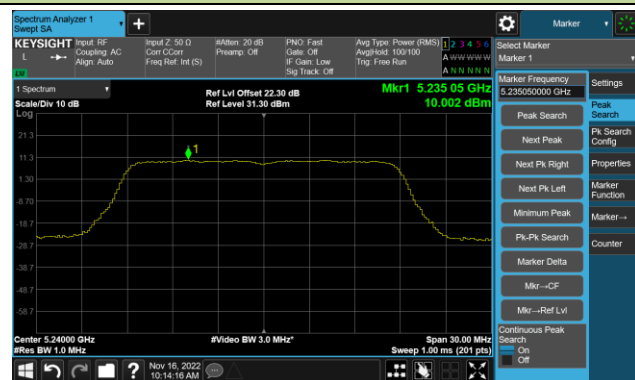 Spectrum Analyzer 1
Swept SA
Marker
KEYSIGHT
L
Input: RF
Coupling: AC
Align: Auto
Input Z: 50 Ω
Corr CCorr
Freq Ref: Int (S)
#Atten: 20 dB
Preamp: Off
PNO: Fast
Gate: Off
IF Gain: Low
Sig Track: Off
Avg Type: Power (RMS)
Avg|Hold: 100/100
Trig: Free Run
1 2 3 4 5 6
A W W W W W
A N N N N N
Select Marker
Marker 1
1 Spectrum
Scale/Div 10 dB
Log
Ref Lvl Offset 22.30 dB
Ref Level 31.30 dBm
Mkr1 5.235 05 GHz
10.002 dBm
21.3
11.3
1.30
-8.70
-18.7
-28.7
-38.7
-48.7
-58.7
1
Center 5.24000 GHz
#Res BW 1.0 MHz
#Video BW 3.0 MHz*
Span 30.00 MHz
Sweep 1.00 ms (201 pts)
Marker Frequency
5.235050000 GHz
Peak Search
Next Peak
Next Pk Right
Next Pk Left
Minimum Peak
Pk-Pk Search
Marker Delta
Mkr→CF
Mkr→Ref Lvl
Continuous Peak
Search
On
Off
Settings
Peak
Search
Pk Search
Config
Properties
Marker
Function
Marker→
Counter
Nov 16, 2022
10:14:16 AM